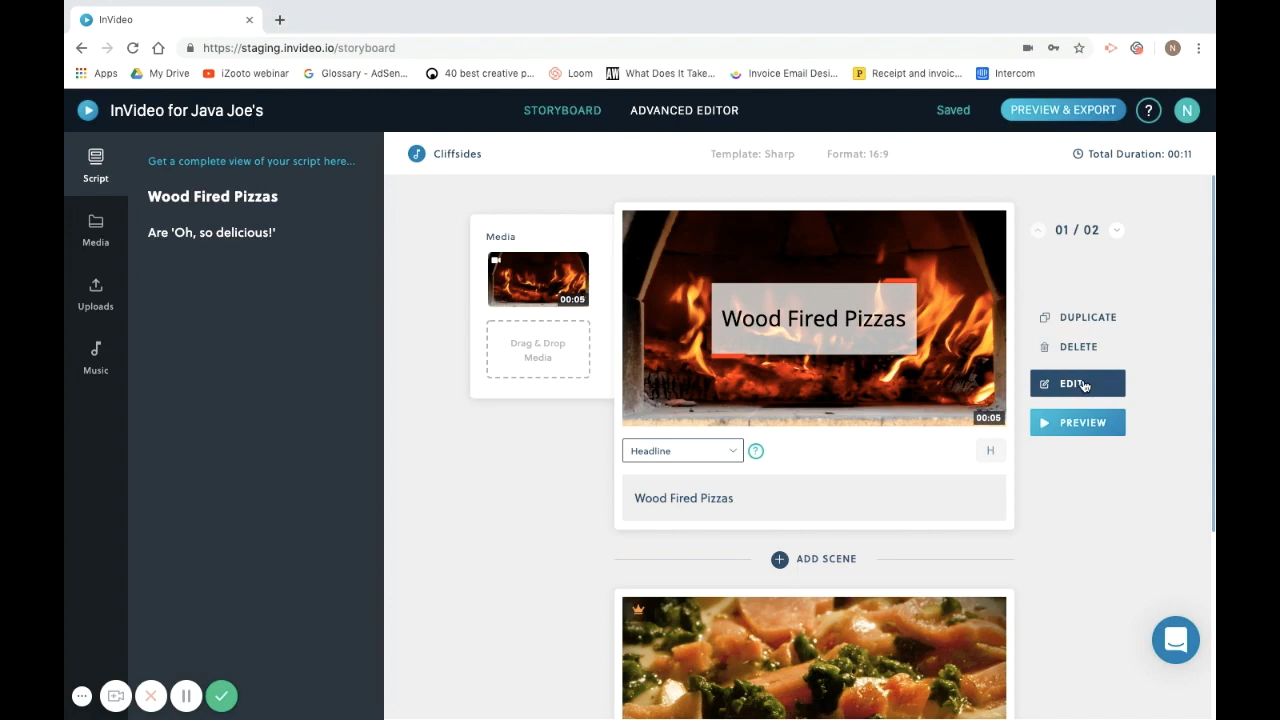 InVideo
https://staging.invideo.io/storyboard
N
Apps
My Drive
iZooto webinar
Glossary - AdSen...
40 best creative p...
Loom
What Does It Take...
Invoice Email Desi...
Receipt and invoic...
Intercom
InVideo for Java Joe's
STORYBOARD
ADVANCED EDITOR
Saved
PREVIEW & EXPORT
?
N
Script
Media
Uploads
Music
Get a complete view of your script here...
Wood Fired Pizzas
Are 'Oh, so delicious!'
Cliffsides
Template: Sharp
Format: 16:9
Total Duration: 00:11
Media
00:05
Drag & Drop
Media
Wood Fired Pizzas
00:05
Headline
?
H
Wood Fired Pizzas
01 / 02
DUPLICATE
DELETE
EDIT
PREVIEW
ADD SCENE